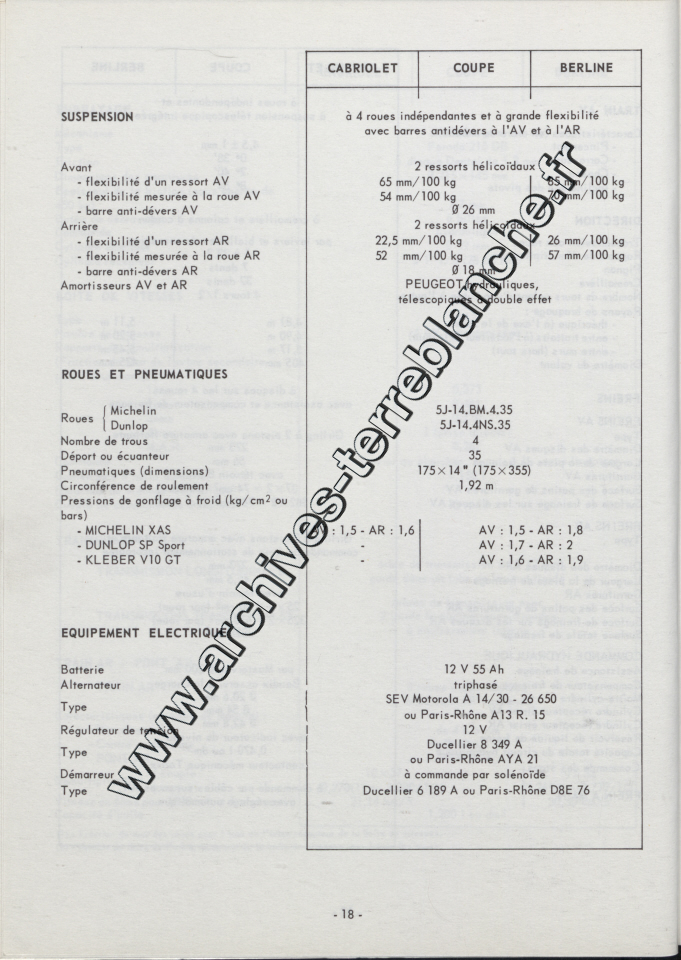 CABRIOLET COUPE BERLINE
SUSPENSION à 4 roues indépendantes et à grande flexibilité
avec barres antidévers à l'AV et à l'AR
Avant 2 ressorts hélicoïdaux
- flexibilité d'un ressort AV 65 mm/100 kg mm/100 kg
- flexibilité mesurée à la roue AV 54 mm/100 kg mm/100 kg
- barre anti-dévers AV Ø 26 mm
Arrière 2 ressorts hélicoïdaux
- flexibilité d'un ressort AR 22,5 mm/100 kg 26 mm/100 kg
- flexibilité mesurée à la roue AR 52 mm/100 kg 57 mm/100 kg
- barre anti-dévers AR Ø 18 mm
Amortisseurs AV et AR PEUGEOT hydrauliques,
télescopiques à double effet
ROUES ET PNEUMATIQUES
Roues { Michelin 5J-14.BM.4.35
Dunlop 5J-14.4NS.35
Nombre de trous 4
Déport ou écuanteur 35
Pneumatiques (dimensions) 175 × 14 " (175 × 355)
Circonférence de roulement 1,92 m
Pressions de gonflage à froid (kg/cm2 ou
bars)
- MICHELIN XAS AV : 1,5 - AR : 1,6 AV : 1,5 - AR : 1,8
- DUNLOP SP Sport - AV : 1,7 - AR : 2
- KLEBER V10 GT - AV : 1,6 - AR : 1,9
EQUIPEMENT ELECTRIQUE
Batterie 12 V 55 Ah
Alternateur triphasé
Type SEV Motorola A 14/30 - 26 650
ou Paris-Rhône A13 R. 15
Régulateur de tension 12 V
Type Ducellier 8 349 A
ou Paris-Rhône AYA 21
Démarreur à commande par solénoïde
Type Ducellier 6 189 A ou Paris-Rhône D8E 76
- 18 -
www.archives-terreblanche.fr